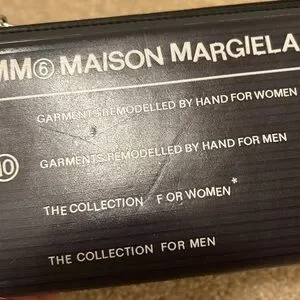 MM⑥ MAISON MARGIELA
GARMENTS REMODELLED BY HAND FOR WOMEN
⑩ GARMENTS REMODELLED BY HAND FOR MEN
THE COLLECTION FOR WOMEN*
THE COLLECTION FOR MEN